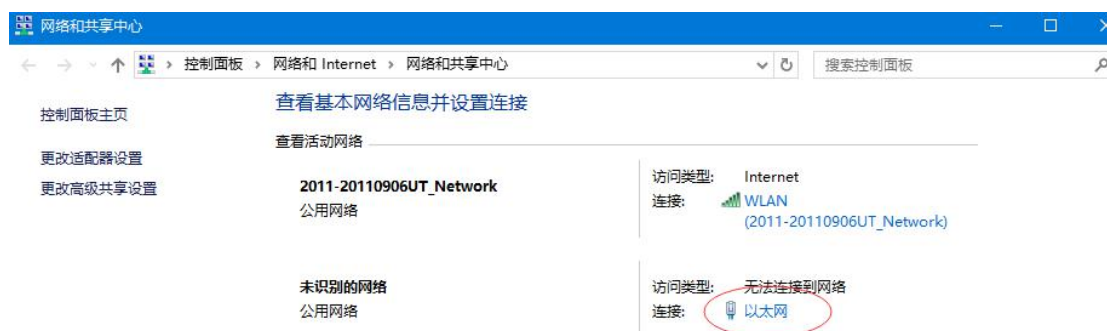 网络和共享中心
控制面板 › 网络和 Internet › 网络和共享中心
搜索控制面板
控制面板主页
更改适配器设置
更改高级共享设置
查看基本网络信息并设置连接
查看活动网络
2011-20110906UT_Network
公用网络
访问类型: Internet
连接: WLAN
(2011-20110906UT_Network)
未识别的网络
公用网络
访问类型: 无法连接到网络
连接: 以太网